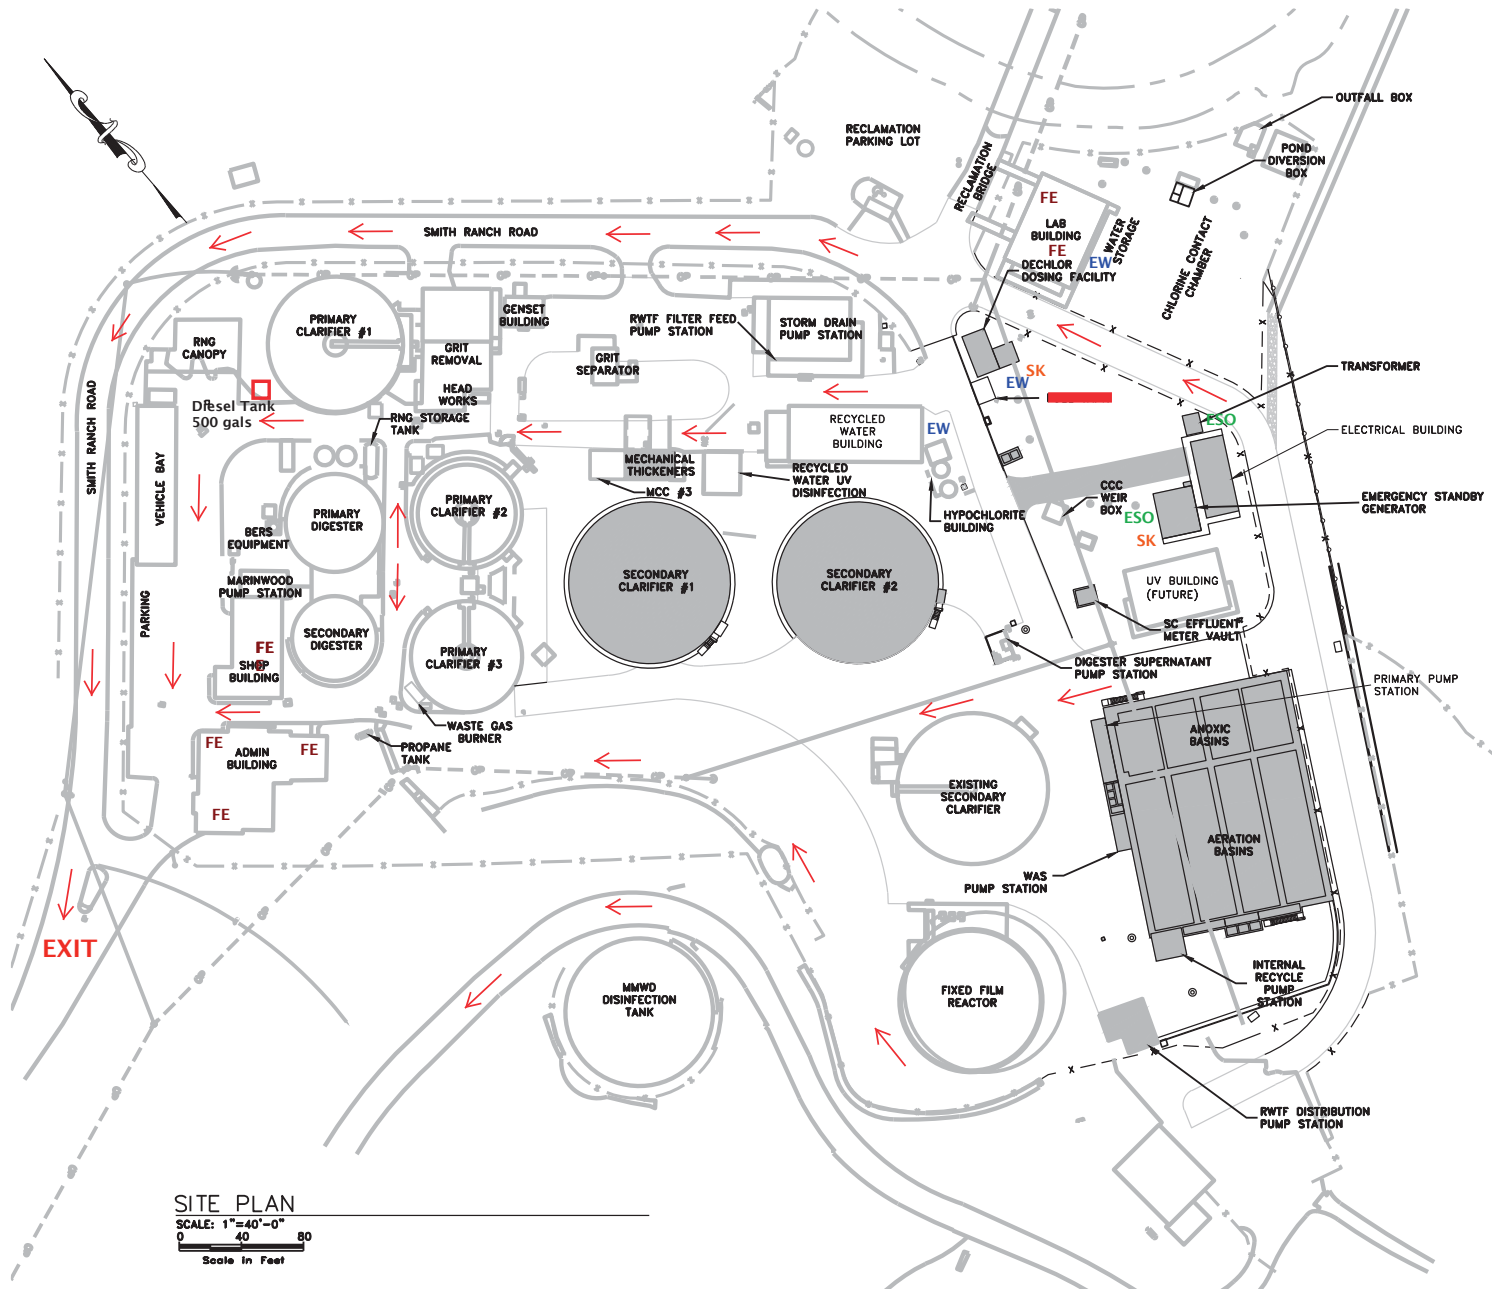 OUTFALL BOX
RECLAMATION
PARKING LOT
POND
DIVERSION
BOX
RECLAMATION
BRIDGE
FE
LAB
BUILDING
FE
EW
WATER
STORAGE
CHLORINE CONTACT
CHAMBER
DECHLOR
DOSING FACILITY
SMITH RANCH ROAD
PRIMARY
CLARIFIER #1
GENSET
BUILDING
RWTF FILTER FEED
PUMP STATION
STORM DRAIN
PUMP STATION
RNG
CANOPY
GRIT
REMOVAL
HEAD
WORKS
GRIT
SEPARATOR
SK
EW
TRANSFORMER
Diesel Tank
500 gals
RNG STORAGE
TANK
SMITH RANCH ROAD
RECYCLED
WATER
BUILDING
EW
ESO
ELECTRICAL BUILDING
VEHICLE BAY
MECHANICAL
THICKENERS
MCC #3
RECYCLED
WATER UV
DISINFECTION
HYPOCHLORITE
BUILDING
CCC
WEIR
BOX
ESO
SK
EMERGENCY STANDBY
GENERATOR
PRIMARY
CLARIFIER #2
PRIMARY
DIGESTER
BERS
EQUIPMENT
MARINWOOD
PUMP STATION
SECONDARY
CLARIFIER #1
SECONDARY
CLARIFIER #2
UV BUILDING
(FUTURE)
PARKING
SECONDARY
DIGESTER
FE
SHOP
BUILDING
PRIMARY
CLARIFIER #3
SC EFFLUENT
METER VAULT
DIGESTER SUPERNATANT
PUMP STATION
PRIMARY PUMP
STATION
WASTE GAS
BURNER
PROPANE
TANK
FE
FE
ADMIN
BUILDING
FE
ANOXIC
BASINS
EXISTING
SECONDARY
CLARIFIER
AERATION
BASINS
WAS
PUMP STATION
EXIT
MMWD
DISINFECTION
TANK
FIXED FILM
REACTOR
INTERNAL
RECYCLE
PUMP
STATION
RWTF DISTRIBUTION
PUMP STATION
SITE PLAN
SCALE: 1"=40'-0"
0 40 80
Scale in Feet